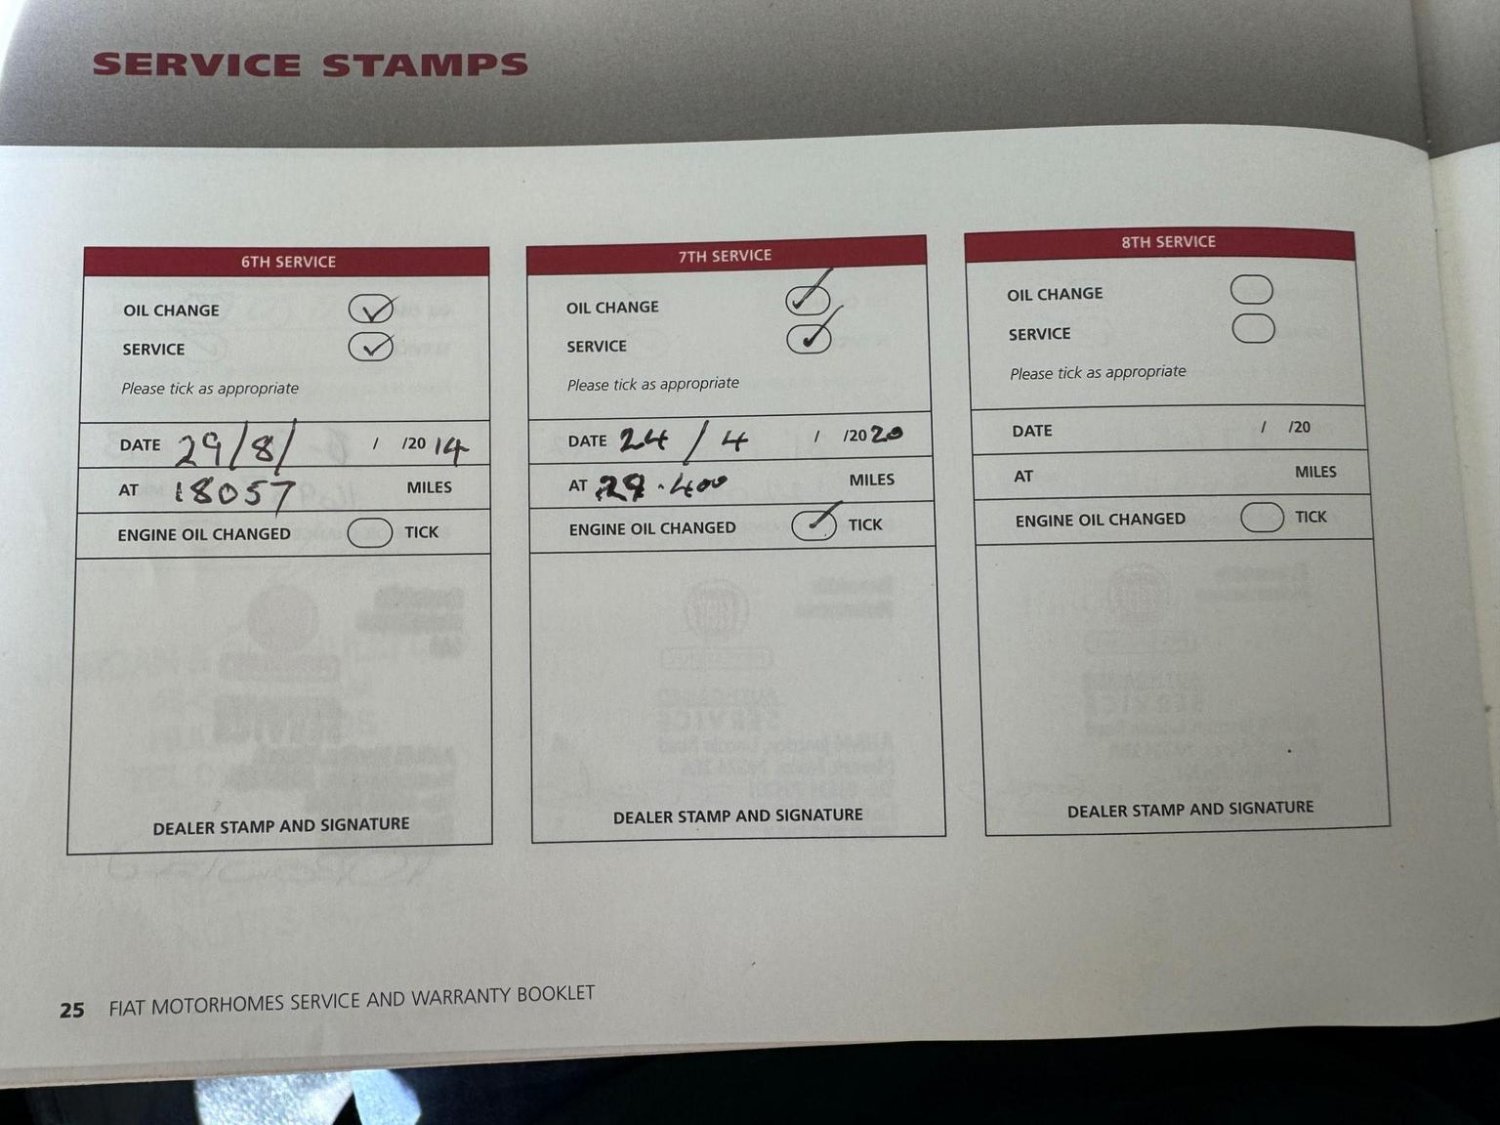 SERVICE STAMPS
6TH SERVICE
OIL CHANGE
SERVICE
Please tick as appropriate
DATE 29/8/ / /20 14
AT 18057 MILES
ENGINE OIL CHANGED TICK
DEALER STAMP AND SIGNATURE
7TH SERVICE
OIL CHANGE
SERVICE
Please tick as appropriate
DATE 24 / 4 / /20 20
AT 29.400 MILES
ENGINE OIL CHANGED TICK
DEALER STAMP AND SIGNATURE
8TH SERVICE
OIL CHANGE
SERVICE
Please tick as appropriate
DATE / /20
AT MILES
ENGINE OIL CHANGED TICK
DEALER STAMP AND SIGNATURE
25 FIAT MOTORHOMES SERVICE AND WARRANTY BOOKLET